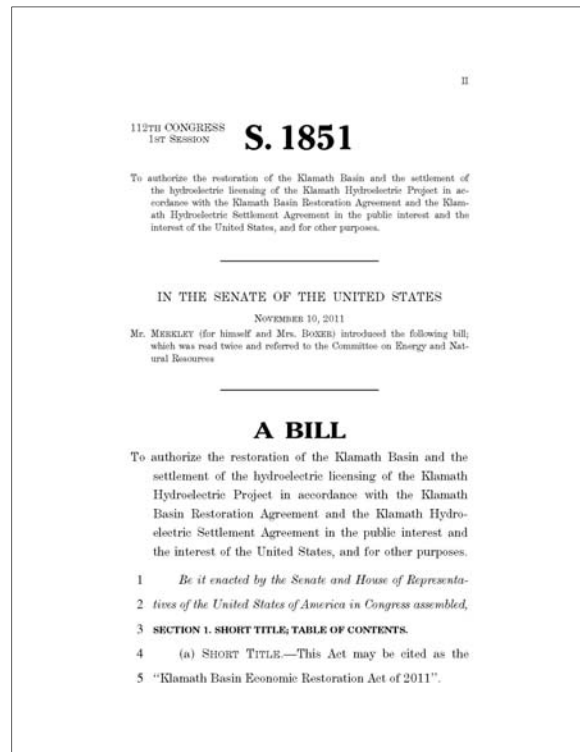 II
112TH CONGRESS
1ST SESSION
S. 1851
To authorize the restoration of the Klamath Basin and the settlement of
the hydroelectric licensing of the Klamath Hydroelectric Project in ac-
cordance with the Klamath Basin Restoration Agreement and the Klam-
ath Hydroelectric Settlement Agreement in the public interest and the
interest of the United States, and for other purposes.
IN THE SENATE OF THE UNITED STATES
NOVEMBER 10, 2011
Mr. MERKLEY (for himself and Mrs. BOXER) introduced the following bill;
which was read twice and referred to the Committee on Energy and Nat-
ural Resources
A BILL
To authorize the restoration of the Klamath Basin and the
settlement of the hydroelectric licensing of the Klamath
Hydroelectric Project in accordance with the Klamath
Basin Restoration Agreement and the Klamath Hydro-
electric Settlement Agreement in the public interest and
the interest of the United States, and for other purposes.
1 Be it enacted by the Senate and House of Representa-
2 tives of the United States of America in Congress assembled,
3 SECTION 1. SHORT TITLE; TABLE OF CONTENTS.
4 (a) SHORT TITLE.—This Act may be cited as the
5 “Klamath Basin Economic Restoration Act of 2011”.